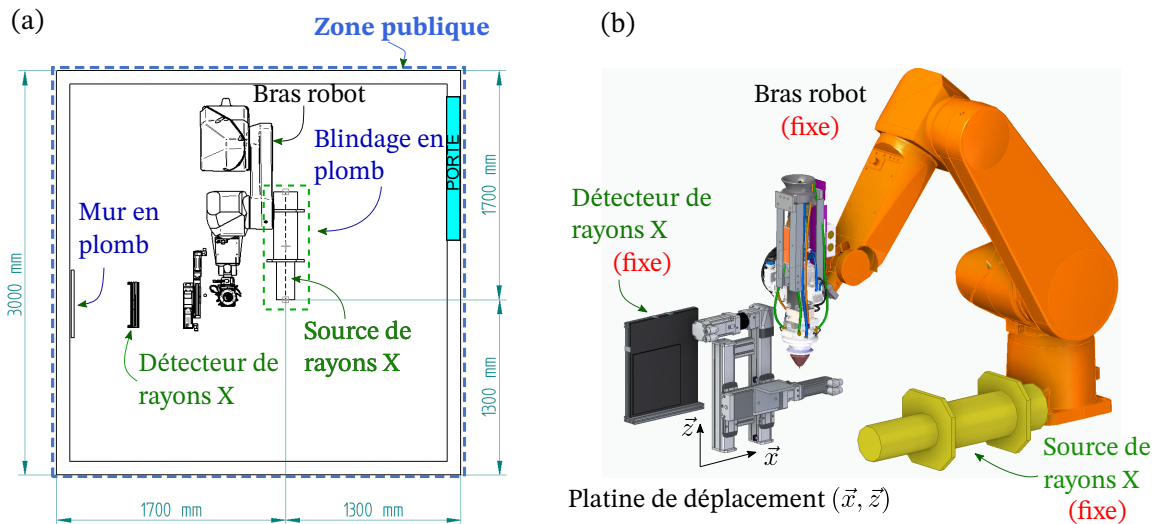 (a)
Zone publique
Bras robot
Blindage en
plomb
PORTE
1700 mm
Mur en
plomb
3000 mm
Source de
rayons X
Détecteur de
rayons X
1300 mm
1700 mm
1300 mm
(b)
Bras robot
(fixe)
Détecteur de
rayons X
(fixe)
z
x
Source de
rayons X
(fixe)
Platine de déplacement (x, z)